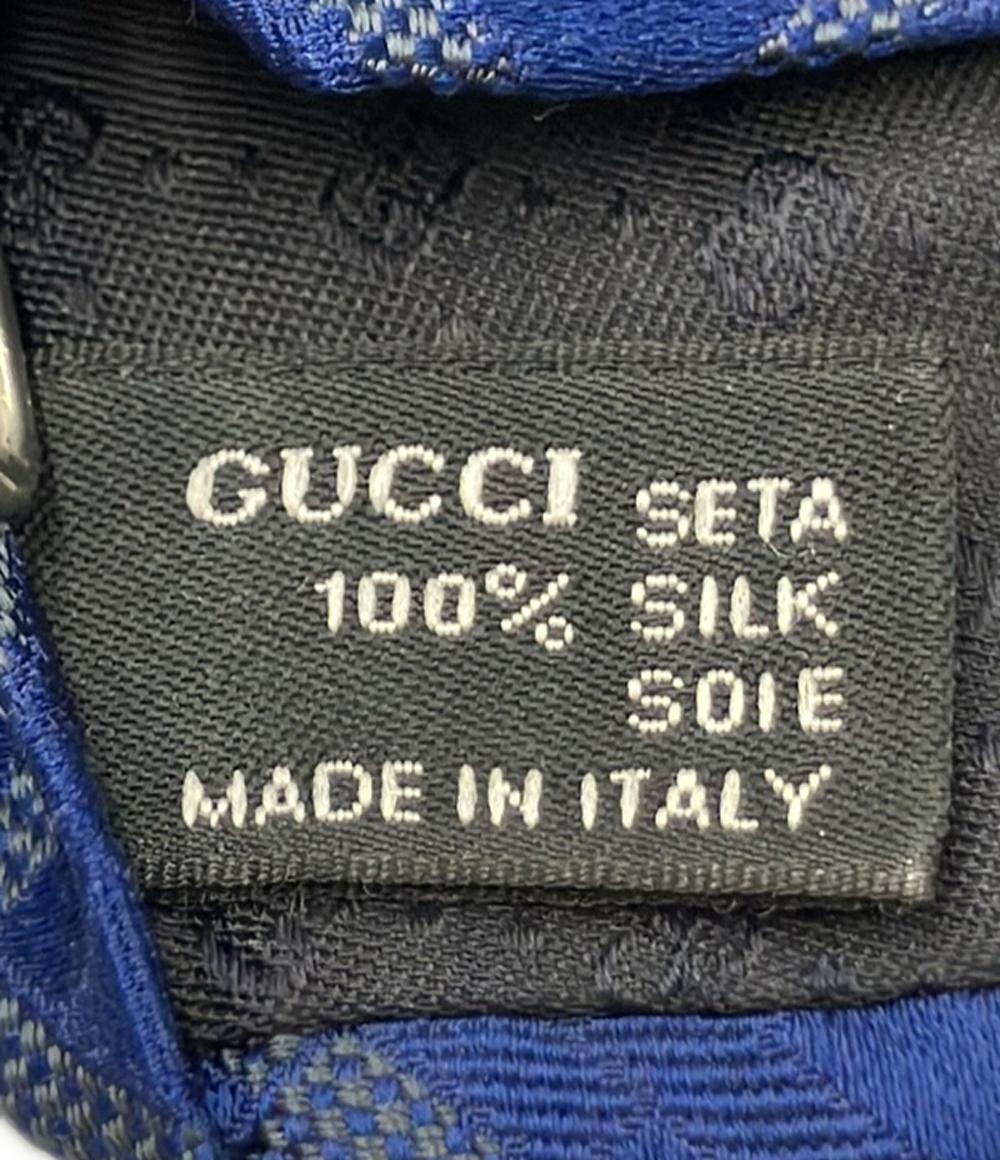 GUCCI SETA
100% SILK
SOIE
MADE IN ITALY